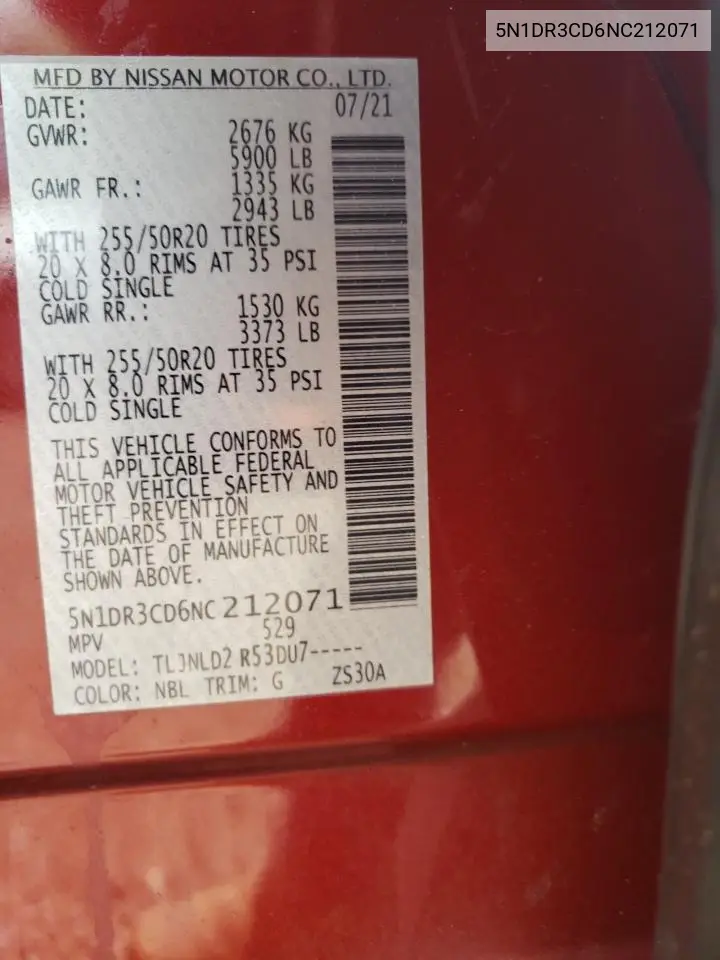 5N1DR3CD6NC212071
MFD BY NISSAN MOTOR CO., LTD.
DATE: 07/21
GVWR: 2676 KG
5900 LB
GAWR FR.: 1335 KG
2943 LB
WITH 255/50R20 TIRES
20 X 8.0 RIMS AT 35 PSI
COLD SINGLE
GAWR RR.: 1530 KG
3373 LB
WITH 255/50R20 TIRES
20 X 8.0 RIMS AT 35 PSI
COLD SINGLE
THIS VEHICLE CONFORMS TO
ALL APPLICABLE FEDERAL
MOTOR VEHICLE SAFETY AND
THEFT PREVENTION
STANDARDS IN EFFECT ON
THE DATE OF MANUFACTURE
SHOWN ABOVE.
5N1DR3CD6NC212071
MPV 529
MODEL: TLJNLD2 R53DU7-----
COLOR: NBL TRIM: G ZS30A